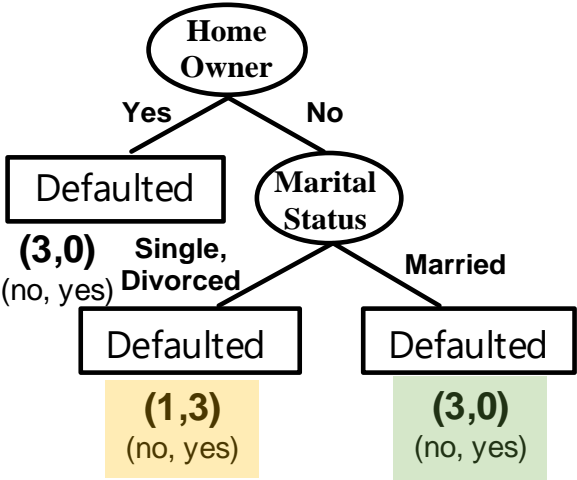 Home
Owner
Yes
No
Defaulted
Marital
Status
(3,0)
(no, yes)
Single,
Divorced
Married
Defaulted
Defaulted
(1,3)
(no, yes)
(3,0)
(no, yes)